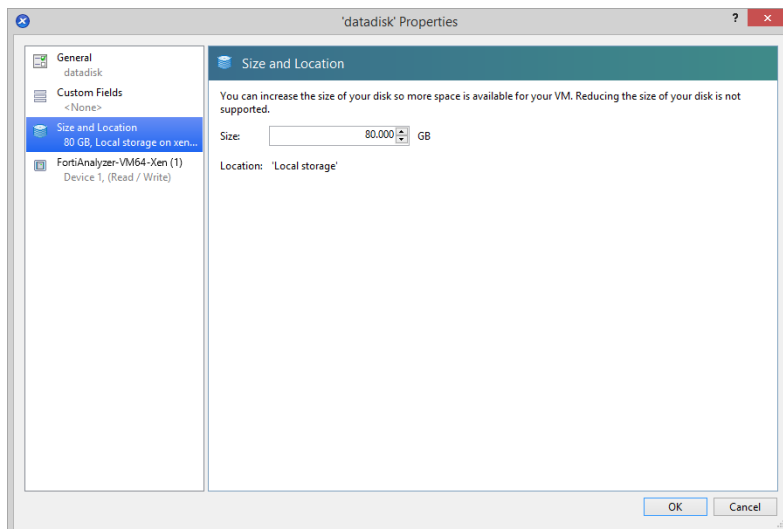 'datadisk' Properties
?
×
General
datadisk
Custom Fields
<None>
Size and Location
80 GB, Local storage on xen...
FortiAnalyzer-VM64-Xen (1)
Device 1, (Read / Write)
Size and Location
You can increase the size of your disk so more space is available for your VM. Reducing the size of your disk is not
supported.
Size: 80.000 GB
Location: 'Local storage'
OK Cancel